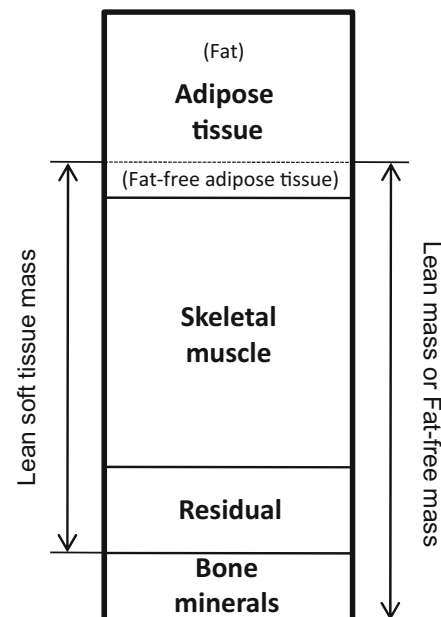 (Fat)
Adipose
tissue
(Fat-free adipose tissue)
Skeletal
muscle
Residual
Bone
minerals
Lean soft tissue mass
Lean mass or Fat-free mass